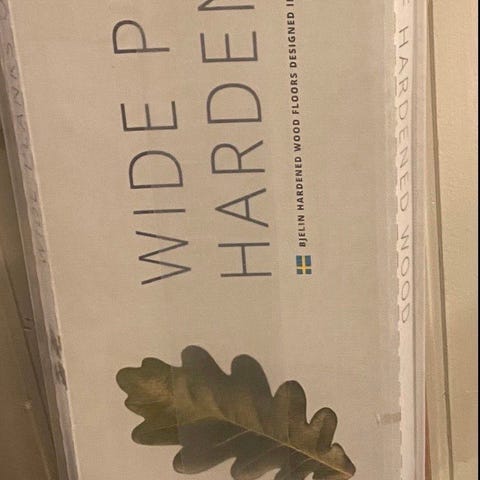 WIDE P
HARDEN
BJELIN HARDENED WOOD FLOORS DESIGNED I
HARDENED WOOD